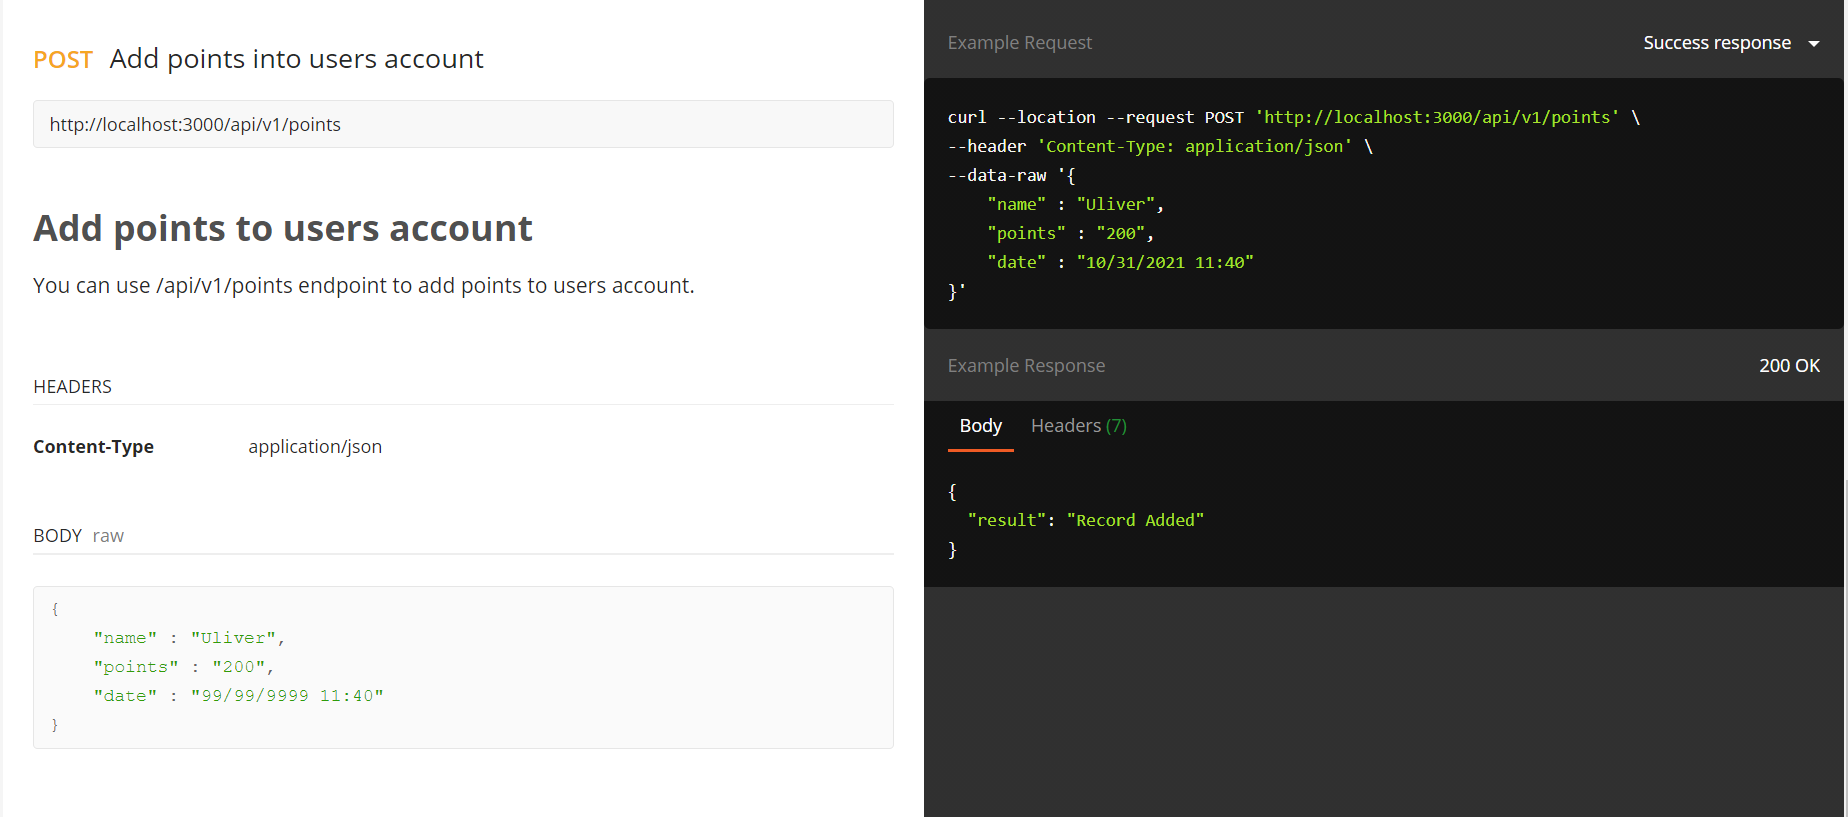 POST Add points into users account
http://localhost:3000/api/v1/points
Add points to users account
You can use /api/v1/points endpoint to add points to users account.
HEADERS
Content-Type application/json
BODY raw
{
    "name" : "Uliver",
    "points" : "200",
    "date" : "99/99/9999 11:40"
}
Example Request Success response
curl --location --request POST 'http://localhost:3000/api/v1/points' \
--header 'Content-Type: application/json' \
--data-raw '{
    "name" : "Uliver",
    "points" : "200",
    "date" : "10/31/2021 11:40"
}'
Example Response 200 OK
Body Headers (7)
{
  "result": "Record Added"
}